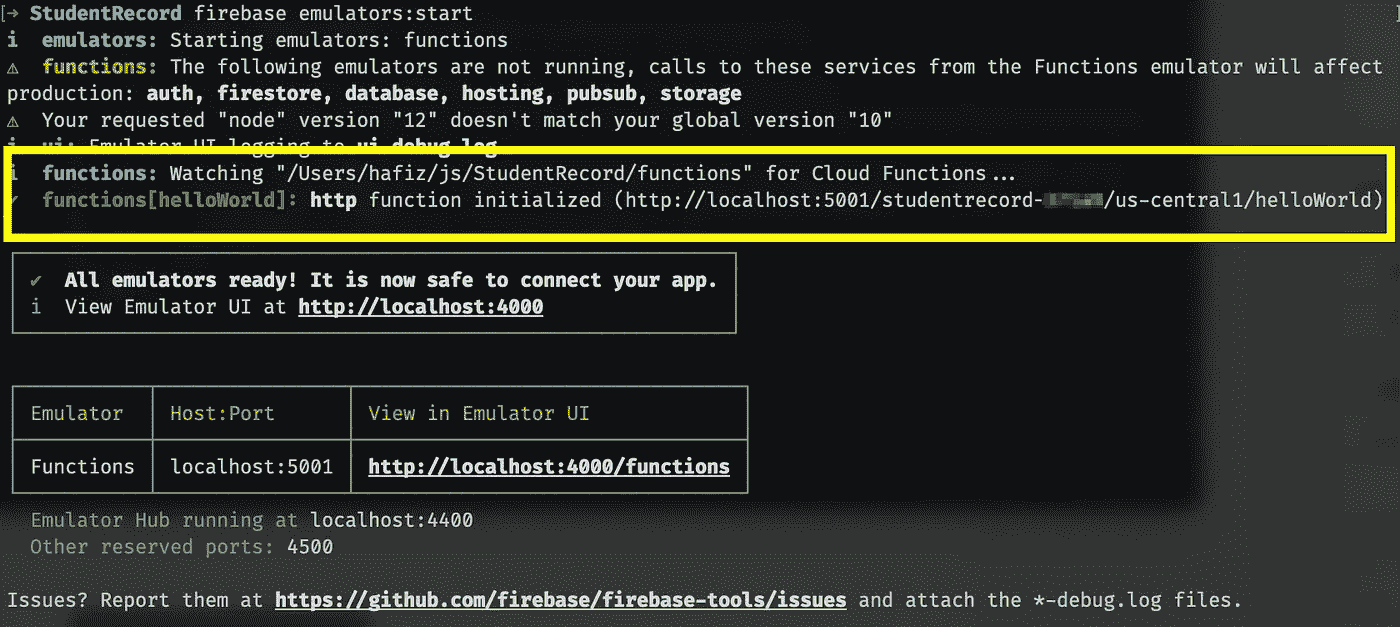 [→ StudentRecord firebase emulators:start
i emulators: Starting emulators: functions
⚠ functions: The following emulators are not running, calls to these services from the Functions emulator will affect
production: auth, firestore, database, hosting, pubsub, storage
⚠ Your requested "node" version "12" doesn't match your global version "10"
i ui: Emulator UI logging to ui-debug.log
i functions: Watching "/Users/hafiz/js/StudentRecord/functions" for Cloud Functions...
✔ functions[helloWorld]: http function initialized (http://localhost:5001/studentrecord-/us-central1/helloWorld)
✔ All emulators ready! It is now safe to connect your app.
i View Emulator UI at http://localhost:4000
Emulator Host:Port View in Emulator UI
Functions localhost:5001 http://localhost:4000/functions
Emulator Hub running at localhost:4400
Other reserved ports: 4500
Issues? Report them at https://github.com/firebase/firebase-tools/issues and attach the *-debug.log files.